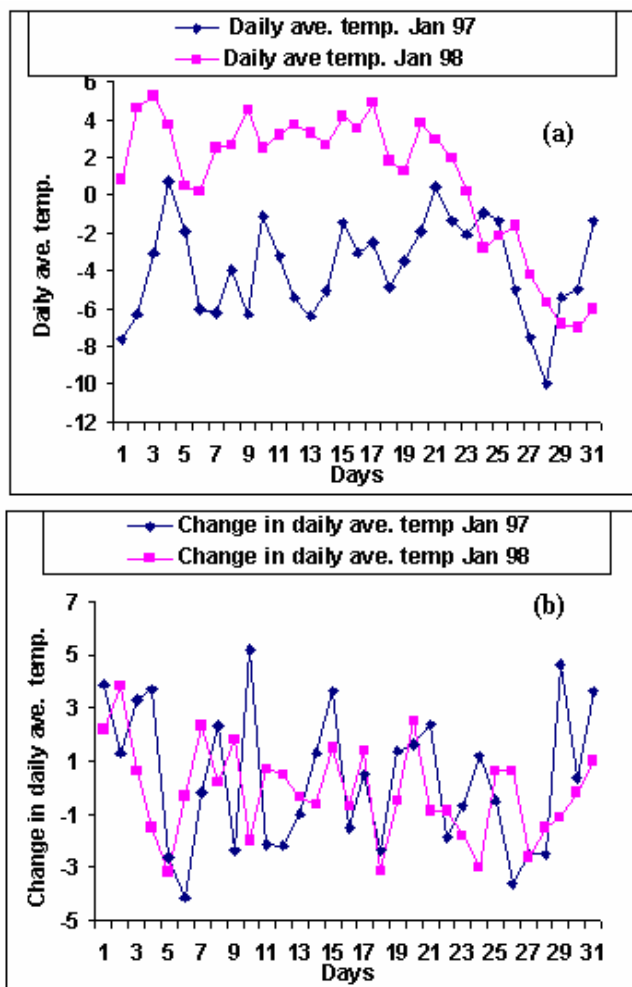 Daily ave. temp. Jan 97
Daily ave temp. Jan 98
(a)
6
4
2
0
-2
-4
-6
-8
-10
-12
Daily ave. temp.
1 3 5 7 9 11 13 15 17 19 21 23 25 27 29 31
Days
Change in daily ave. temp Jan 97
Change in daily ave. temp Jan 98
(b)
7
5
3
1
-1
-3
-5
Change in daily ave. temp.
1 3 5 7 9 11 13 15 17 19 21 23 25 27 29 31
Days